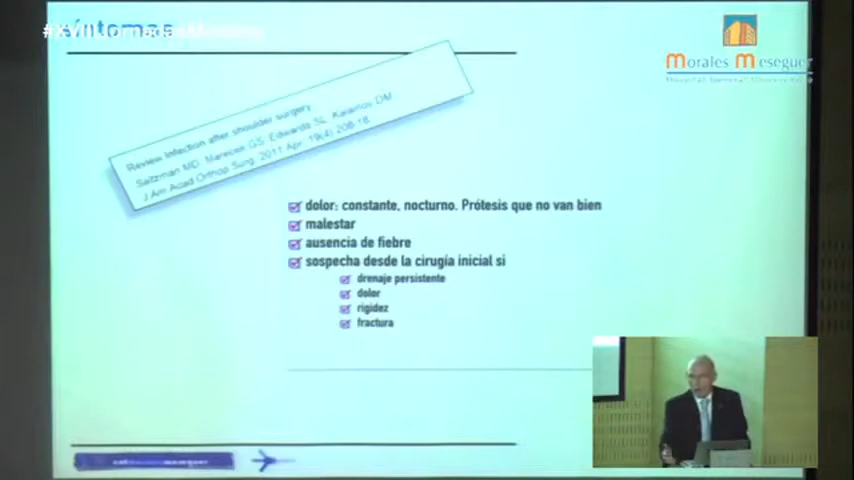 síntomas
Morales Meseguer
Review Infection after shoulder surgery
Saltzman MD, Marecek GS, Edwards SL, Kalainov DM
J Am Acad Orthop Surg. 2011 Apr. 19(4) 208-18
dolor: constante, nocturno. Prótesis que no van bien
malestar
ausencia de fiebre
sospecha desde la cirugía inicial si
drenaje persistente
dolor
rigidez
fractura